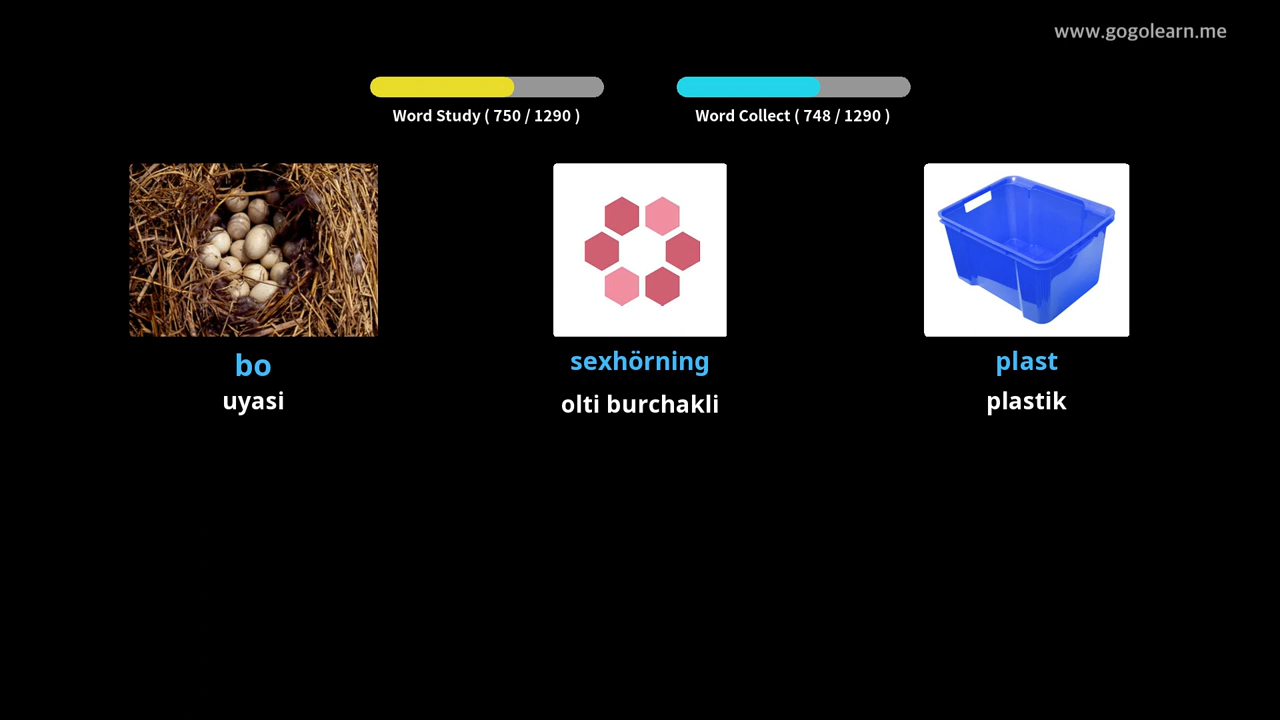 www.gogolearn.me
Word Study ( 750 / 1290 )
Word Collect ( 748 / 1290 )
bo
uyasi
sexhörning
olti burchakli
plast
plastik